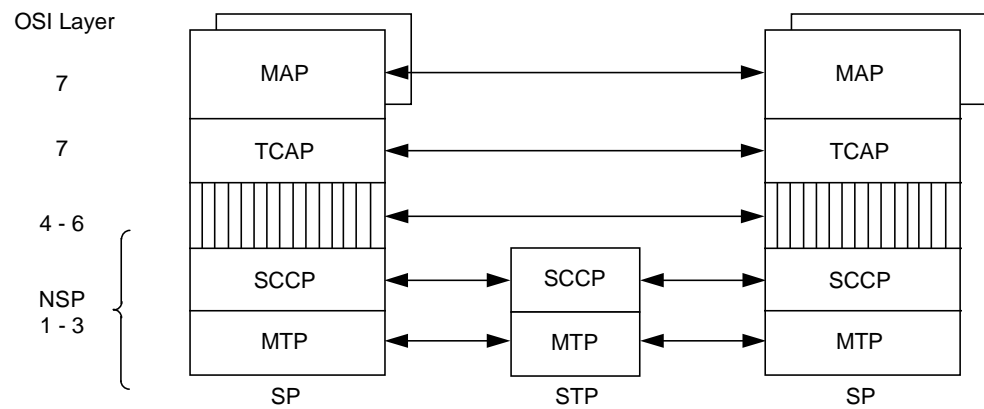 OSI Layer
7
MAP
MAP
7
TCAP
TCAP
4 - 6
NSP
1 - 3
SCCP
SCCP
SCCP
MTP
MTP
MTP
SP
STP
SP